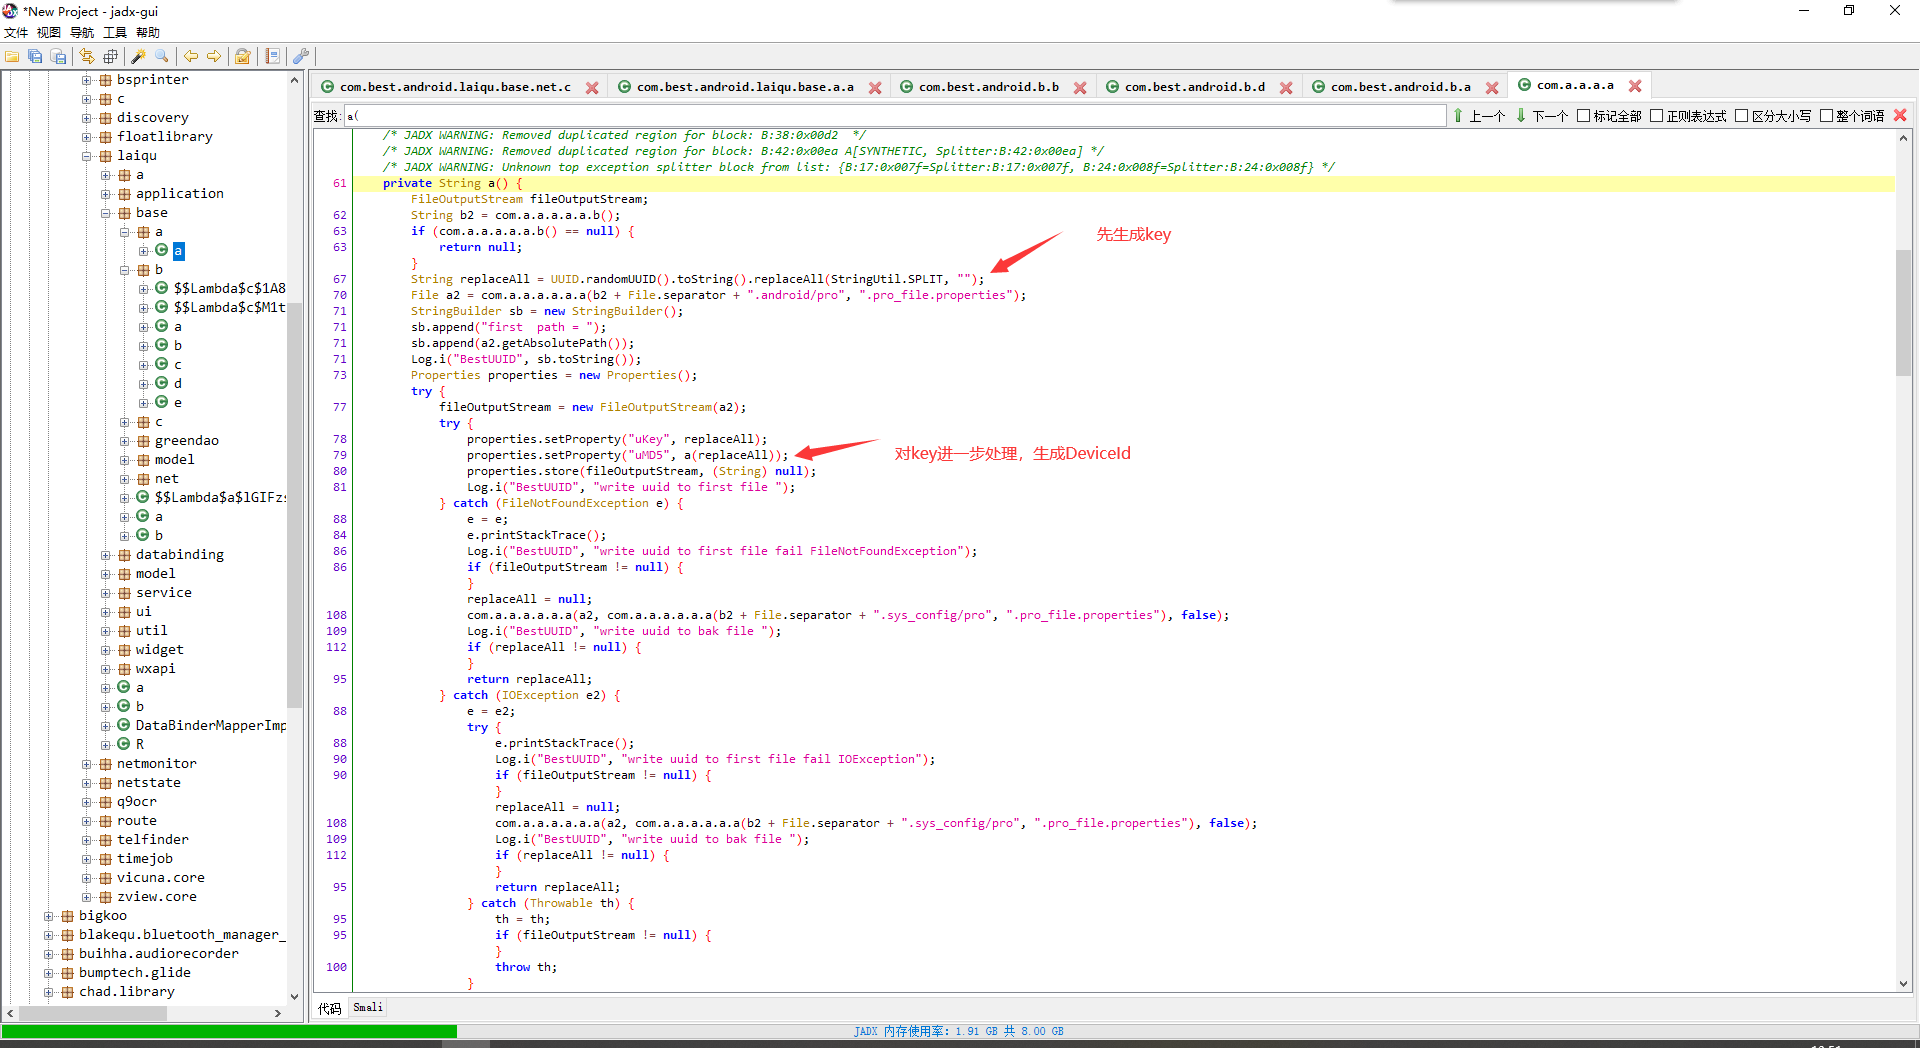 *New Project - jadx-gui
文件 视图 导航 工具 帮助
bsprinter
c
discovery
floatlibrary
laiqu
a
application
base
a
a
b
$$Lambda$c$1A8
$$Lambda$c$M1t
a
b
c
d
e
c
greendao
model
net
$$Lambda$a$lGIFzs
a
b
databinding
model
service
ui
util
widget
wxapi
a
b
DataBinderMapperImp
R
netmonitor
netstate
q9ocr
route
telfinder
timejob
vicuna.core
zview.core
bigkoo
blakequ.bluetooth_manager_
buihha.audiorecorder
bumptech.glide
chad.library
com.best.android.laiqu.base.net.c com.best.android.laiqu.base.a.a com.best.android.b.b com.best.android.b.d com.best.android.b.a com.a.a.a.a
查找: a( 上一个 下一个 标记全部 正则表达式 区分大小写 整个词语
/* JADX WARNING: Removed duplicated region for block: B:38:0x00d2  */
/* JADX WARNING: Removed duplicated region for block: B:42:0x00ea A[SYNTHETIC, Splitter:B:42:0x00ea] */
/* JADX WARNING: Unknown top exception splitter block from list: {B:17:0x007f=Splitter:B:17:0x007f, B:24:0x008f=Splitter:B:24:0x008f} */
61 private String a() {
FileOutputStream fileOutputStream;
62 String b2 = com.a.a.a.a.a.b();
63 if (com.a.a.a.a.a.b() == null) {
63 return null;
}
67 String replaceAll = UUID.randomUUID().toString().replaceAll(StringUtil.SPLIT, "");
先生成key
70 File a2 = com.a.a.a.a.a.a(b2 + File.separator + ".android/pro", ".pro_file.properties");
71 StringBuilder sb = new StringBuilder();
71 sb.append("first  path = ");
71 sb.append(a2.getAbsolutePath());
71 Log.i("BestUUID", sb.toString());
73 Properties properties = new Properties();
try {
77 fileOutputStream = new FileOutputStream(a2);
try {
78 properties.setProperty("uKey", replaceAll);
79 properties.setProperty("uMD5", a(replaceAll));
对key进一步处理，生成DeviceId
80 properties.store(fileOutputStream, (String) null);
81 Log.i("BestUUID", "write uuid to first file ");
} catch (FileNotFoundException e) {
88 e = e;
84 e.printStackTrace();
86 Log.i("BestUUID", "write uuid to first file fail FileNotFoundException");
86 if (fileOutputStream != null) {
}
replaceAll = null;
108 com.a.a.a.a.a.a(a2, com.a.a.a.a.a.a(b2 + File.separator + ".sys_config/pro", ".pro_file.properties"), false);
109 Log.i("BestUUID", "write uuid to bak file ");
112 if (replaceAll != null) {
}
95 return replaceAll;
} catch (IOException e2) {
88 e = e2;
try {
88 e.printStackTrace();
90 Log.i("BestUUID", "write uuid to first file fail IOException");
90 if (fileOutputStream != null) {
}
replaceAll = null;
108 com.a.a.a.a.a.a(a2, com.a.a.a.a.a.a(b2 + File.separator + ".sys_config/pro", ".pro_file.properties"), false);
109 Log.i("BestUUID", "write uuid to bak file ");
112 if (replaceAll != null) {
}
95 return replaceAll;
} catch (Throwable th) {
95 th = th;
95 if (fileOutputStream != null) {
}
100 throw th;
}
代码 Smali
JADX 内存使用率: 1.91 GB 共 8.00 GB